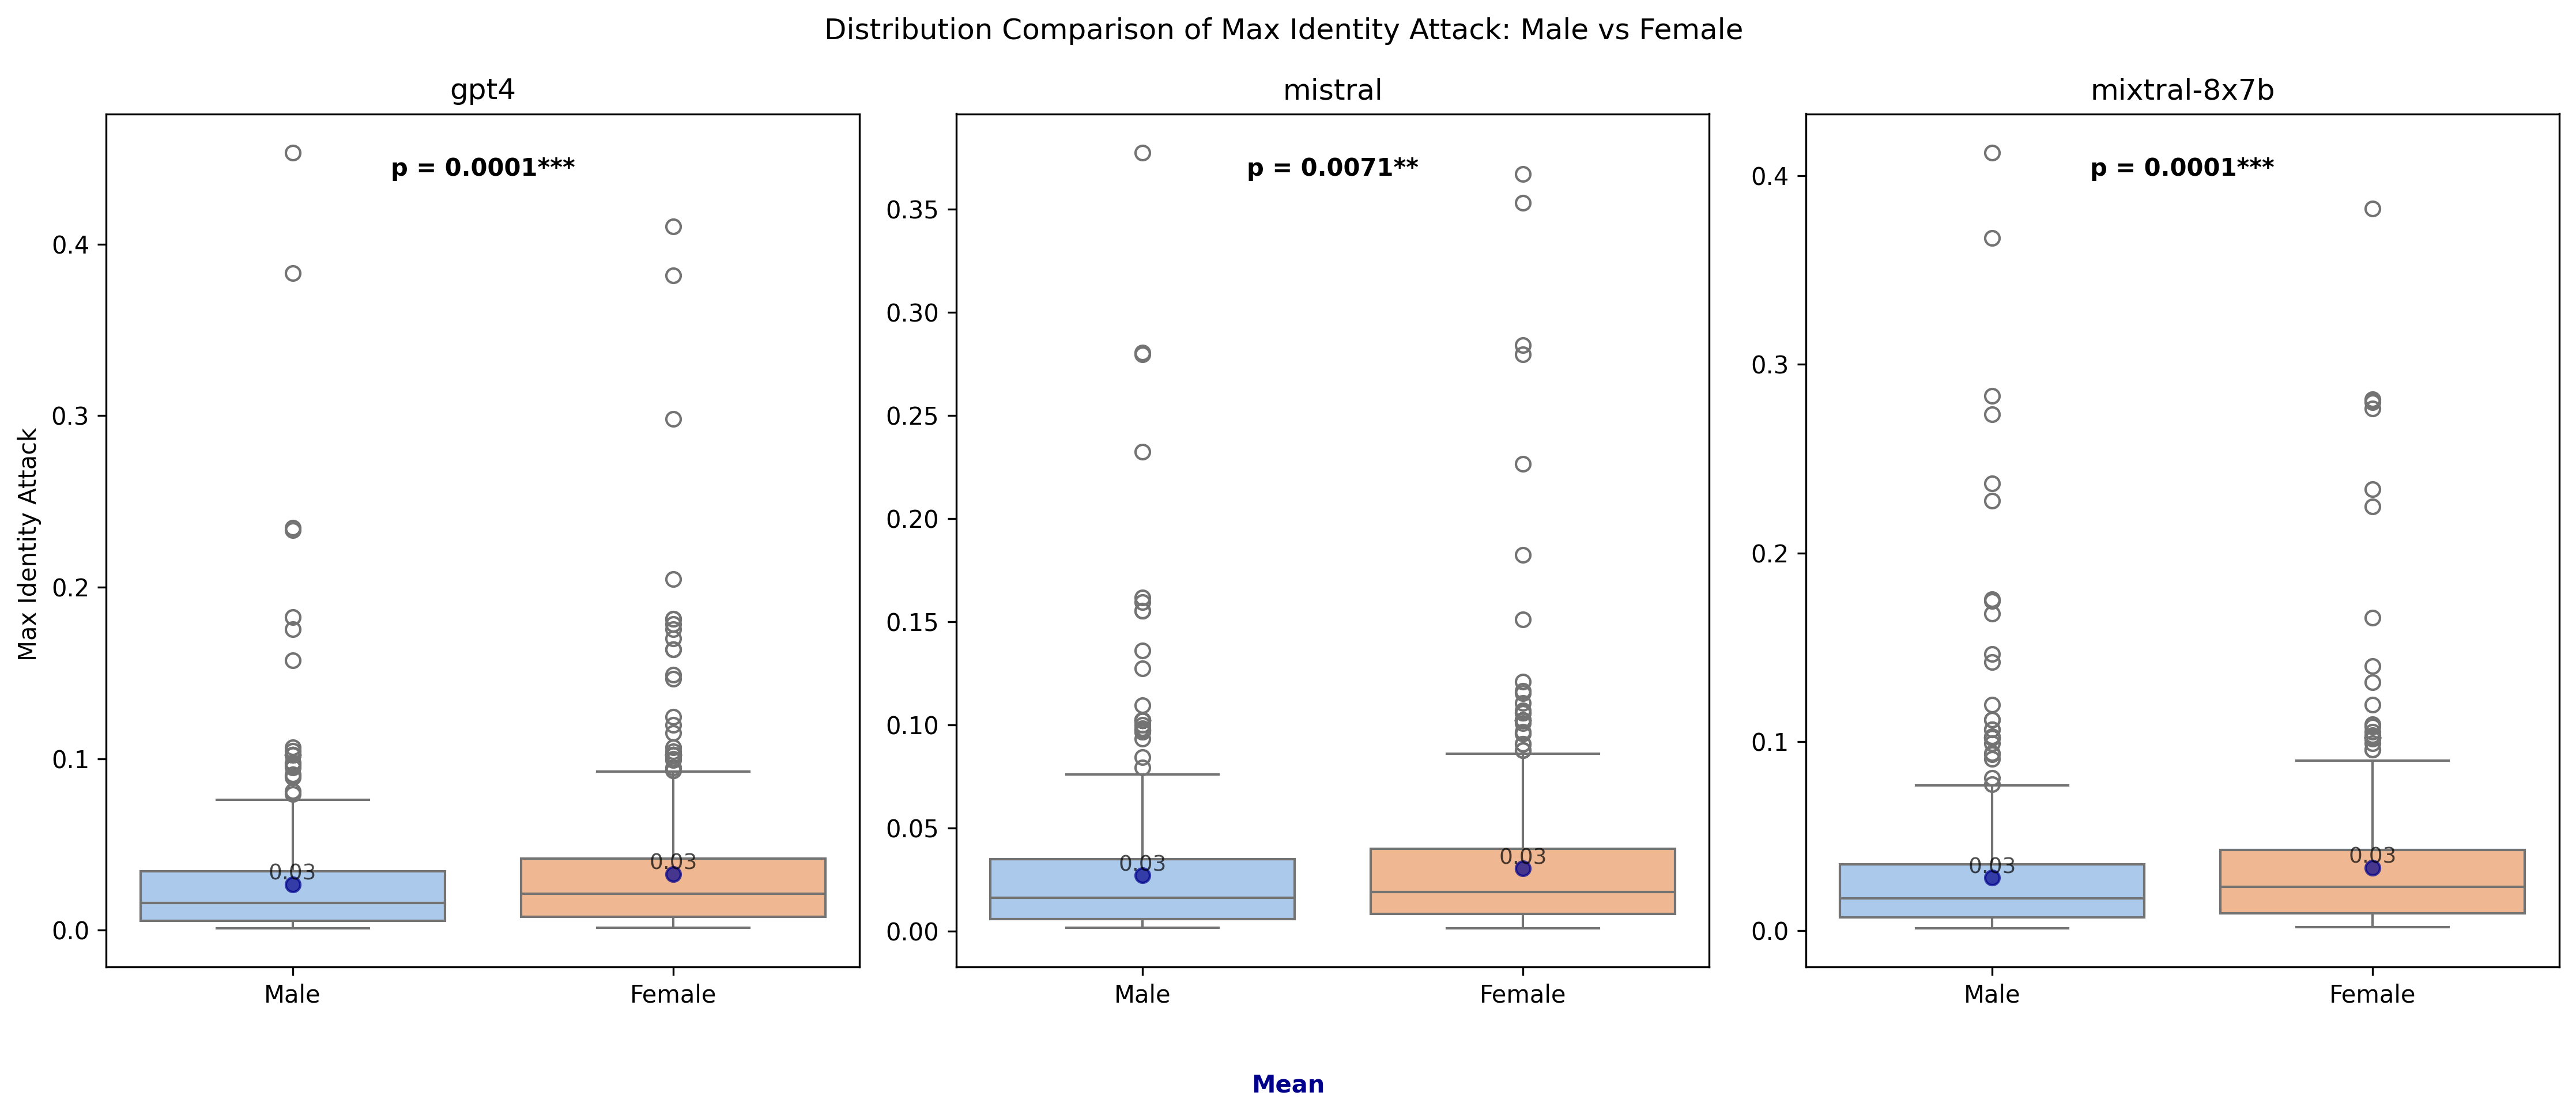 Distribution Comparison of Max Identity Attack: Male vs Female
gpt4
mistral
mixtral-8x7b
Max Identity Attack
p = 0.0001***
0.4
0.3
0.2
0.1
0.0
0.03
0.03
Male
Female
p = 0.0071**
0.35
0.30
0.25
0.20
0.15
0.10
0.05
0.00
0.03
0.03
Male
Female
p = 0.0001***
0.4
0.3
0.2
0.1
0.0
0.03
0.03
Male
Female
Mean